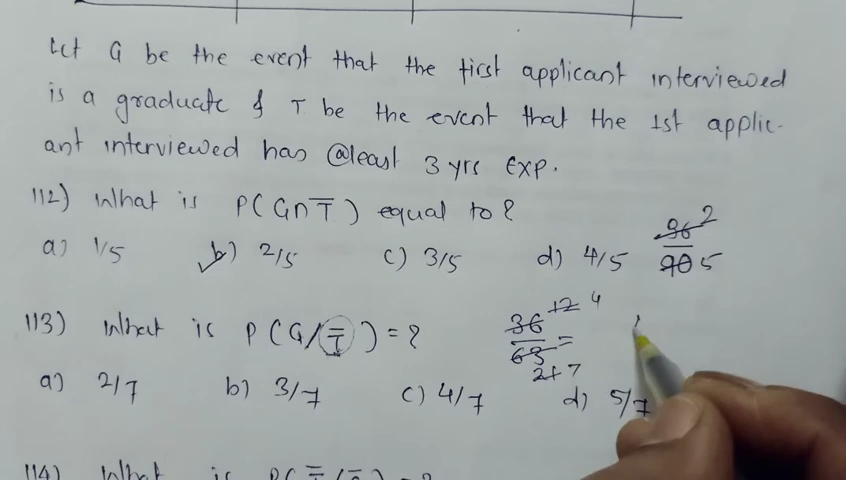 Let G be the event that the first applicant interviewed
is a graduate & T be the event that the 1st applic-
ant interviewed has @least 3 yrs Exp.
112) What is P(G∩T̅) equal to?
a) 1/5 b) 2/5 c) 3/5 d) 4/5
36 2
90 5
113) What is P(G/T̅) = ?
36 12 4
63 =
21 7
a) 2/7 b) 3/7 c) 4/7 d) 5/7
114) What is